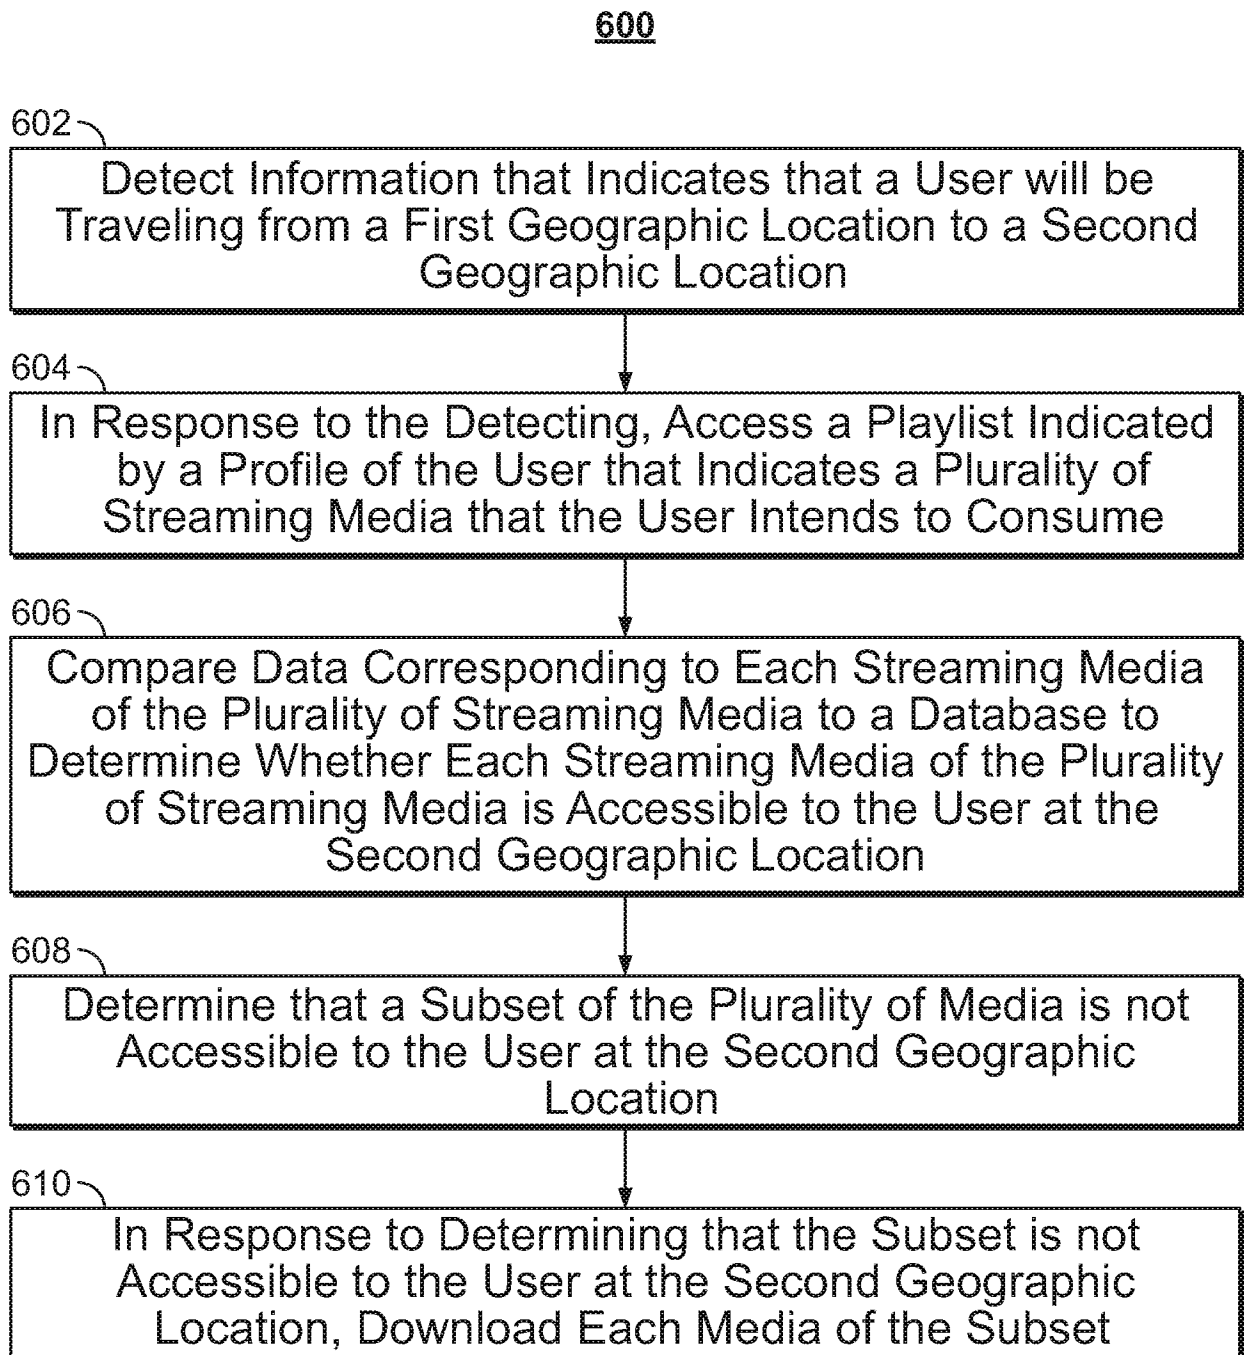 600
602
Detect Information that Indicates that a User will be
Traveling from a First Geographic Location to a Second
Geographic Location
604
In Response to the Detecting, Access a Playlist Indicated
by a Profile of the User that Indicates a Plurality of
Streaming Media that the User Intends to Consume
606
Compare Data Corresponding to Each Streaming Media
of the Plurality of Streaming Media to a Database to
Determine Whether Each Streaming Media of the Plurality
of Streaming Media is Accessible to the User at the
Second Geographic Location
608
Determine that a Subset of the Plurality of Media is not
Accessible to the User at the Second Geographic
Location
610
In Response to Determining that the Subset is not
Accessible to the User at the Second Geographic
Location, Download Each Media of the Subset